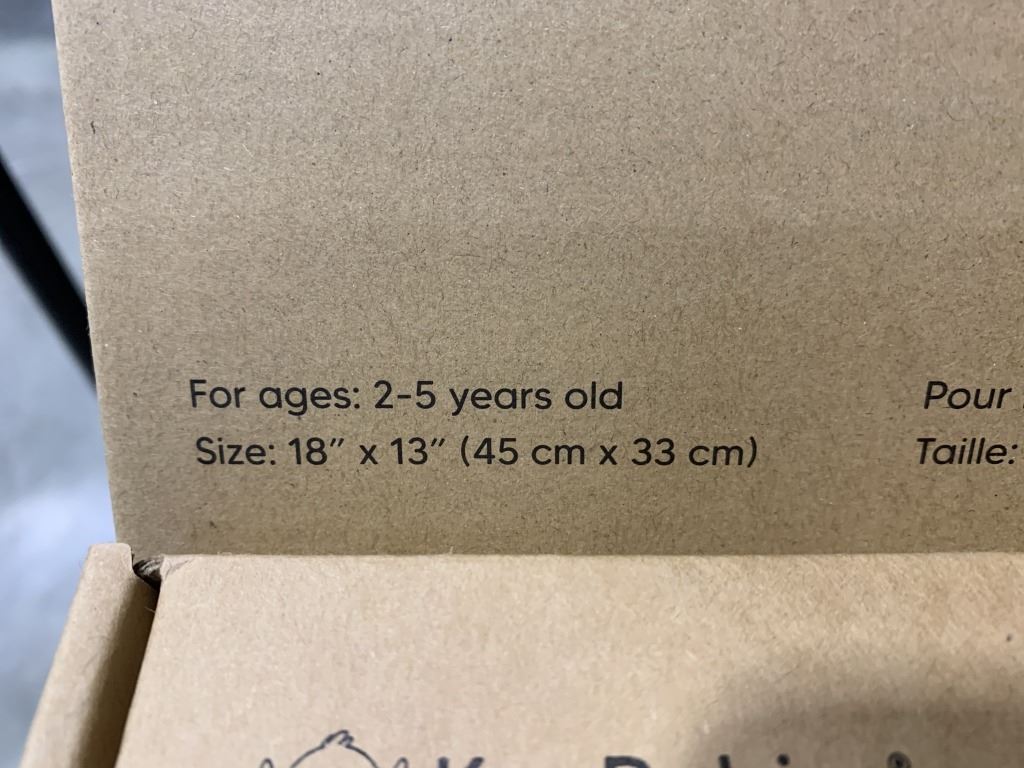 For ages: 2-5 years old
Size: 18″ x 13″ (45 cm x 33 cm)
Pour
Taille: